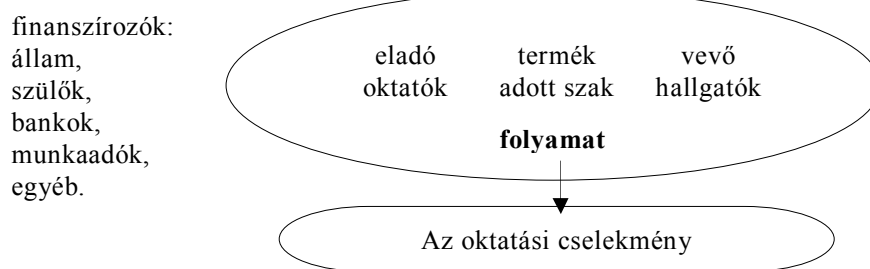 finanszírozók:
állam,
szülők,
bankok,
munkaadók,
egyéb.
eladó termék vevő
oktatók adott szak hallgatók
folyamat
Az oktatási cselekmény